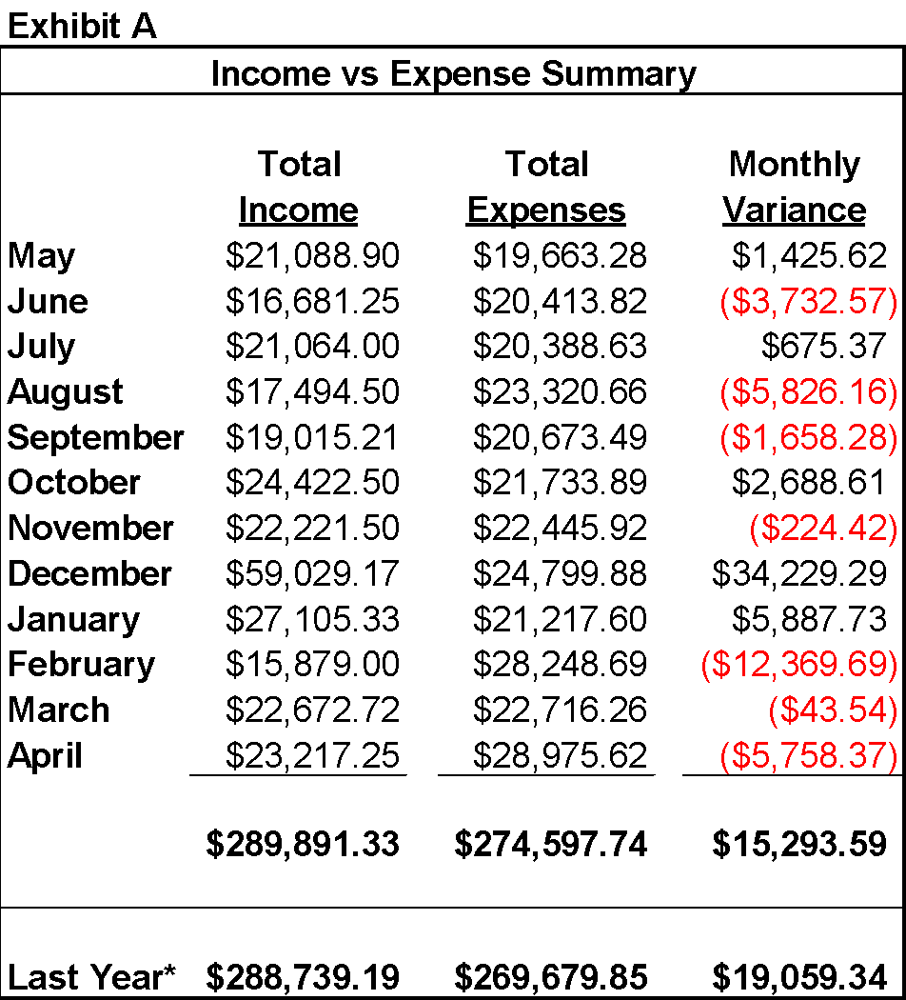 Exhibit A
Income vs Expense Summary
Total Total Monthly
Income Expenses Variance
May $21,088.90 $19,663.28 $1,425.62
June $16,681.25 $20,413.82 ($3,732.57)
July $21,064.00 $20,388.63 $675.37
August $17,494.50 $23,320.66 ($5,826.16)
September $19,015.21 $20,673.49 ($1,658.28)
October $24,422.50 $21,733.89 $2,688.61
November $22,221.50 $22,445.92 ($224.42)
December $59,029.17 $24,799.88 $34,229.29
January $27,105.33 $21,217.60 $5,887.73
February $15,879.00 $28,248.69 ($12,369.69)
March $22,672.72 $22,716.26 ($43.54)
April $23,217.25 $28,975.62 ($5,758.37)
$289,891.33 $274,597.74 $15,293.59
Last Year* $288,739.19 $269,679.85 $19,059.34